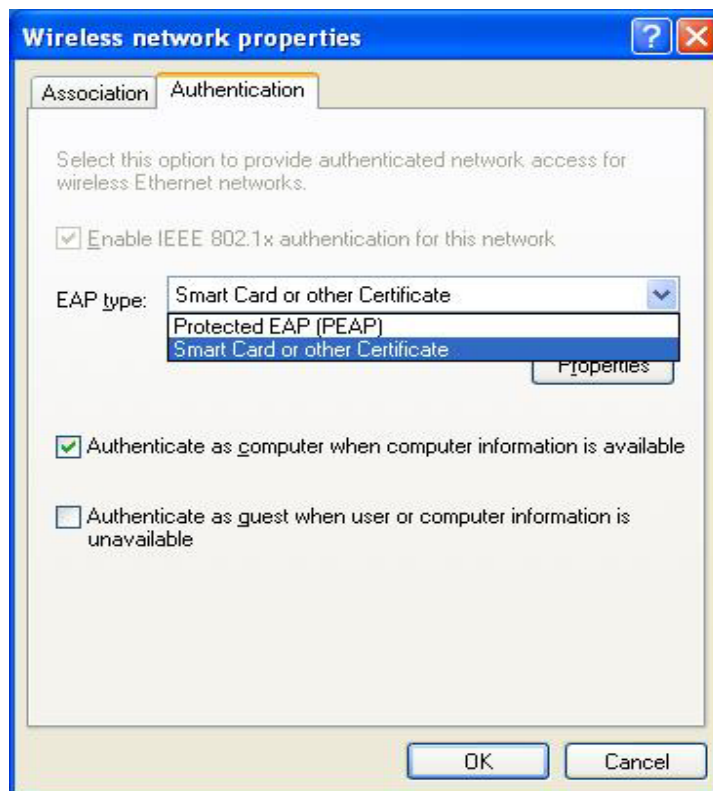 Wireless network properties
Association
Authentication
Select this option to provide authenticated network access for
wireless Ethernet networks.
Enable IEEE 802.1x authentication for this network
EAP type:
Smart Card or other Certificate
Protected EAP (PEAP)
Smart Card or other Certificate
Properties
Authenticate as computer when computer information is available
Authenticate as guest when user or computer information is
unavailable
OK
Cancel